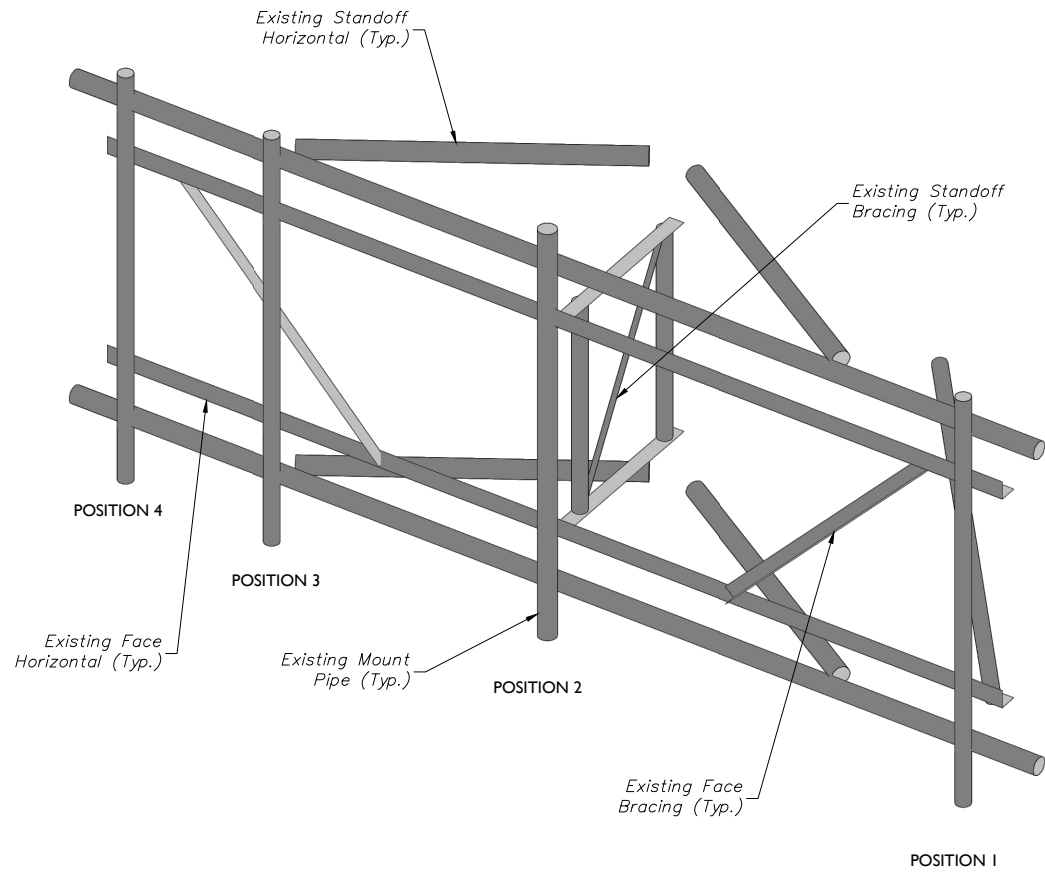 Existing Standoff
Horizontal (Typ.)
Existing Standoff
Bracing (Typ.)
POSITION 4
POSITION 3
Existing Face
Horizontal (Typ.)
Existing Mount
Pipe (Typ.)
POSITION 2
Existing Face
Bracing (Typ.)
POSITION 1